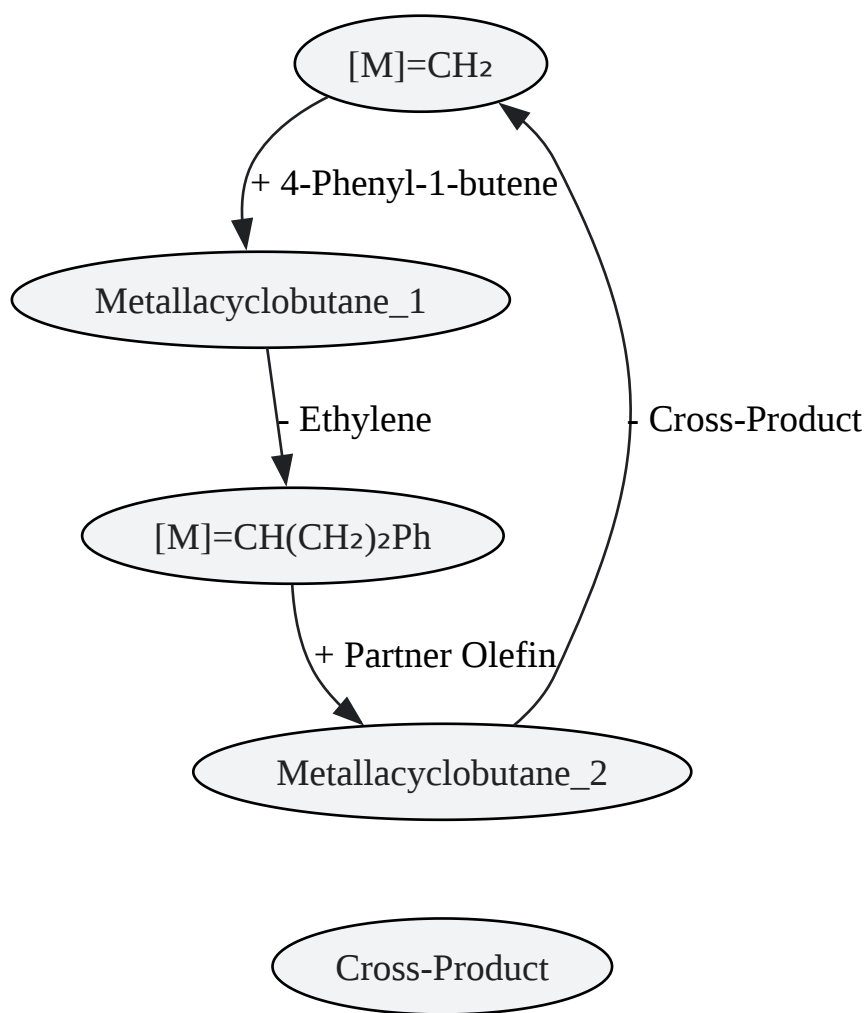 [M]=CH₂
+ 4-Phenyl-1-butene
Metallacyclobutane_1
- Ethylene
- Cross-Product
[M]=CH(CH₂)₂Ph
+ Partner Olefin
Metallacyclobutane_2
Cross-Product